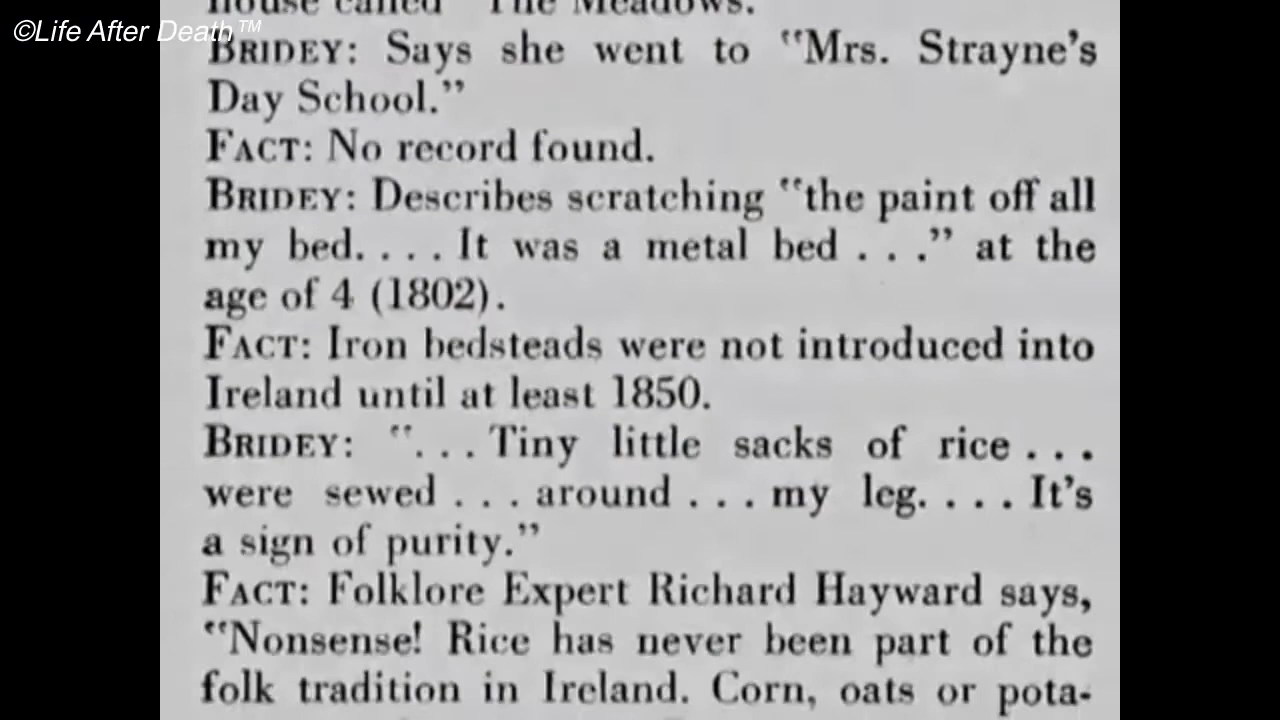 house called "The Meadows."
©Life After Death™
BRIDEY: Says she went to "Mrs. Strayne's
Day School."
FACT: No record found.
BRIDEY: Describes scratching "the paint off all
my bed. . . . It was a metal bed . . ." at the
age of 4 (1802).
FACT: Iron bedsteads were not introduced into
Ireland until at least 1850.
BRIDEY: ". . . Tiny little sacks of rice . . .
were sewed . . . around . . . my leg. . . . It's
a sign of purity."
FACT: Folklore Expert Richard Hayward says,
"Nonsense! Rice has never been part of the
folk tradition in Ireland. Corn, oats or pota-